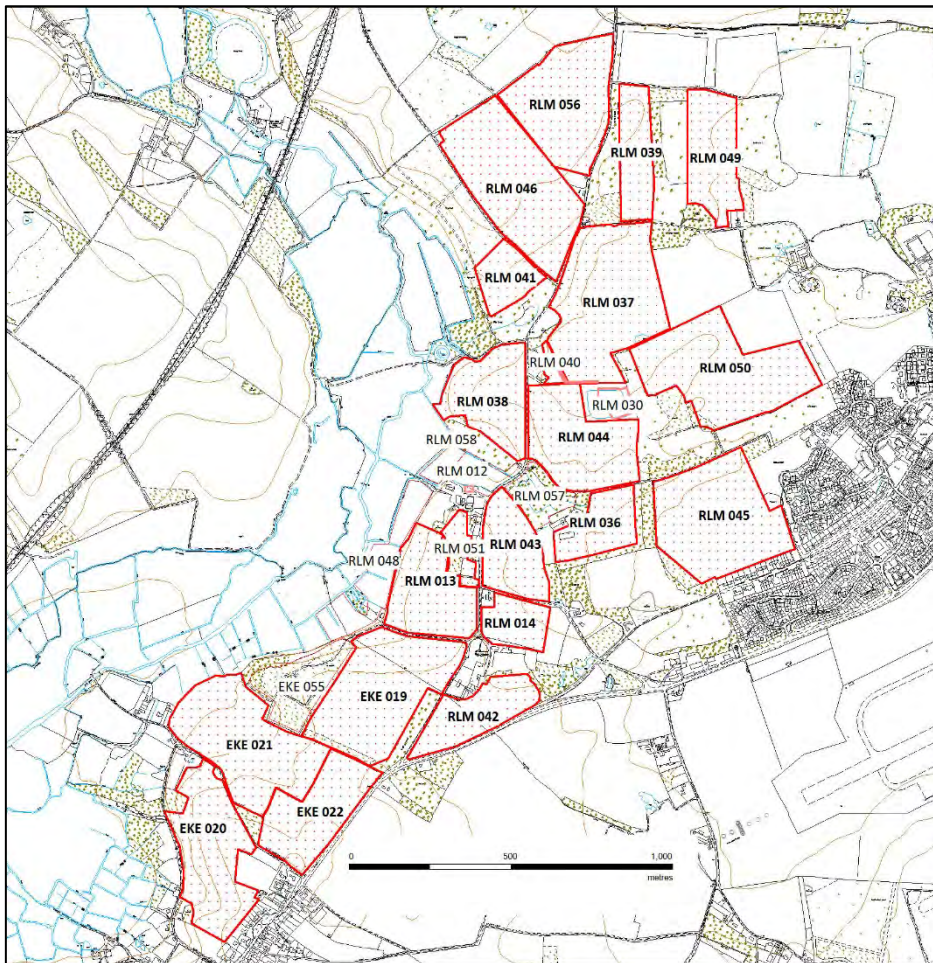 RLM 056
RLM 039
RLM 049
RLM 046
RLM 041
RLM 037
RLM 040
RLM 050
RLM 038
RLM 030
RLM 044
RLM 058
RLM 012
RLM 057
RLM 036
RLM 045
RLM 043
RLM 051
RLM 048
RLM 013
RLM 014
EKE 055
EKE 019
RLM 042
EKE 021
EKE 022
EKE 020
0 500 1,000
metres